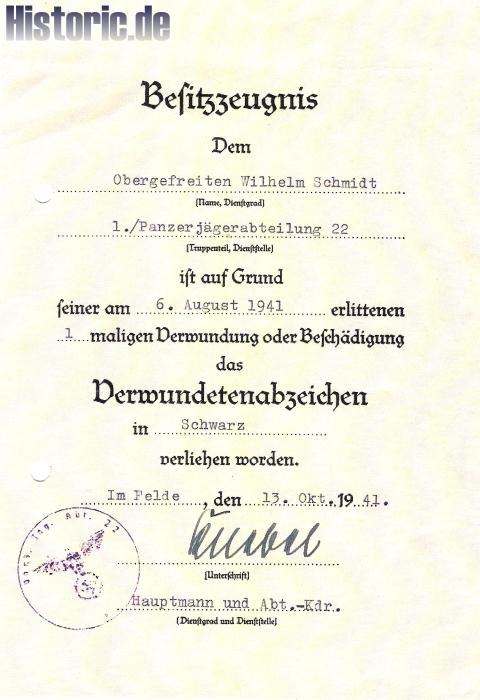 Historic.de
Besitzzeugnis
Dem
Obergefreiten Wilhelm Schmidt
(Name, Dienstgrad)
1./Panzerjägerabteilung 22
(Truppenteil, Dienststelle)
ist auf Grund
seiner am 6. August 1941 erlittenen
1 maligen Verwundung oder Beschädigung
das
Verwundetenabzeichen
in Schwarz
verliehen worden.
Im Felde, den 13. Okt. 1941.
(Unterschrift)
Hauptmann und Abt.-Kdr.
(Dienstgrad und Dienststelle)